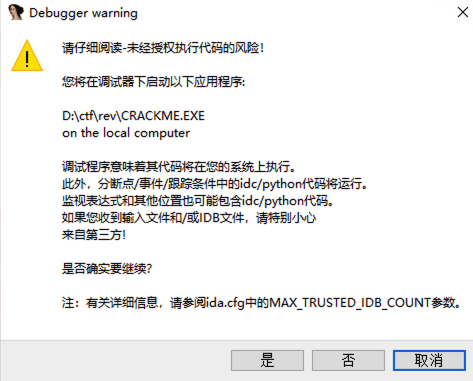 Debugger warning
请仔细阅读-未经授权执行代码的风险！
您将在调试器下启动以下应用程序:
D:\ctf\rev\CRACKME.EXE
on the local computer
调试程序意味着其代码将在您的系统上执行。
此外，分断点/事件/跟踪条件中的idc/python代码将运行。
监视表达式和其他位置也可能包含idc/python代码。
如果您收到输入文件和/或IDB文件，请特别小心
来自第三方!
是否确实要继续？
注：有关详细信息，请参阅ida.cfg中的MAX_TRUSTED_IDB_COUNT参数。
是
否
取消